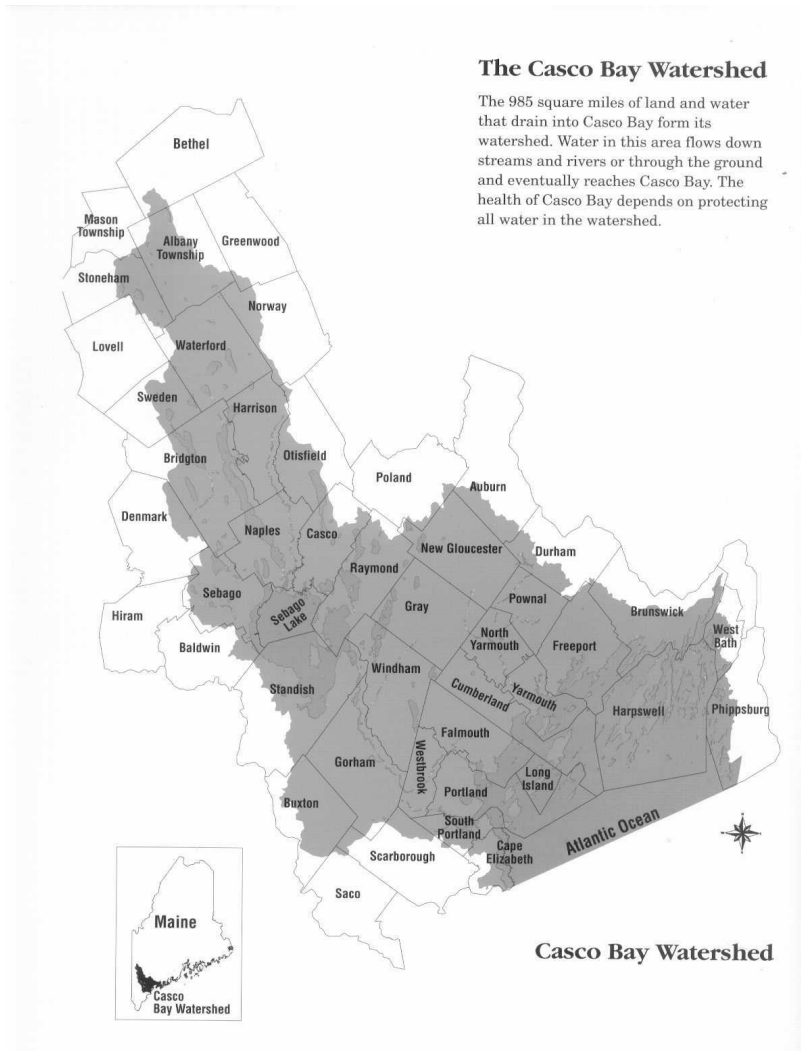 The Casco Bay Watershed
The 985 square miles of land and water
that drain into Casco Bay form its
watershed. Water in this area flows down
streams and rivers or through the ground
and eventually reaches Casco Bay. The
health of Casco Bay depends on protecting
all water in the watershed.
Bethel
Mason
Township
Albany
Township
Greenwood
Stoneham
Norway
Lovell
Waterford
Sweden
Harrison
Bridgton
Otisfield
Poland
Auburn
Denmark
Naples
Casco
New Gloucester
Durham
Raymond
Sebago
Sebago
Lake
Gray
Pownal
Brunswick
Hiram
Baldwin
North
Yarmouth
Freeport
West
Bath
Windham
Standish
Cumberland
Yarmouth
Harpswell
Phippsburg
Falmouth
Westbrook
Gorham
Long
Island
Portland
Buxton
South
Portland
Atlantic Ocean
Cape
Elizabeth
Scarborough
Saco
Maine
Casco
Bay Watershed
Casco Bay Watershed